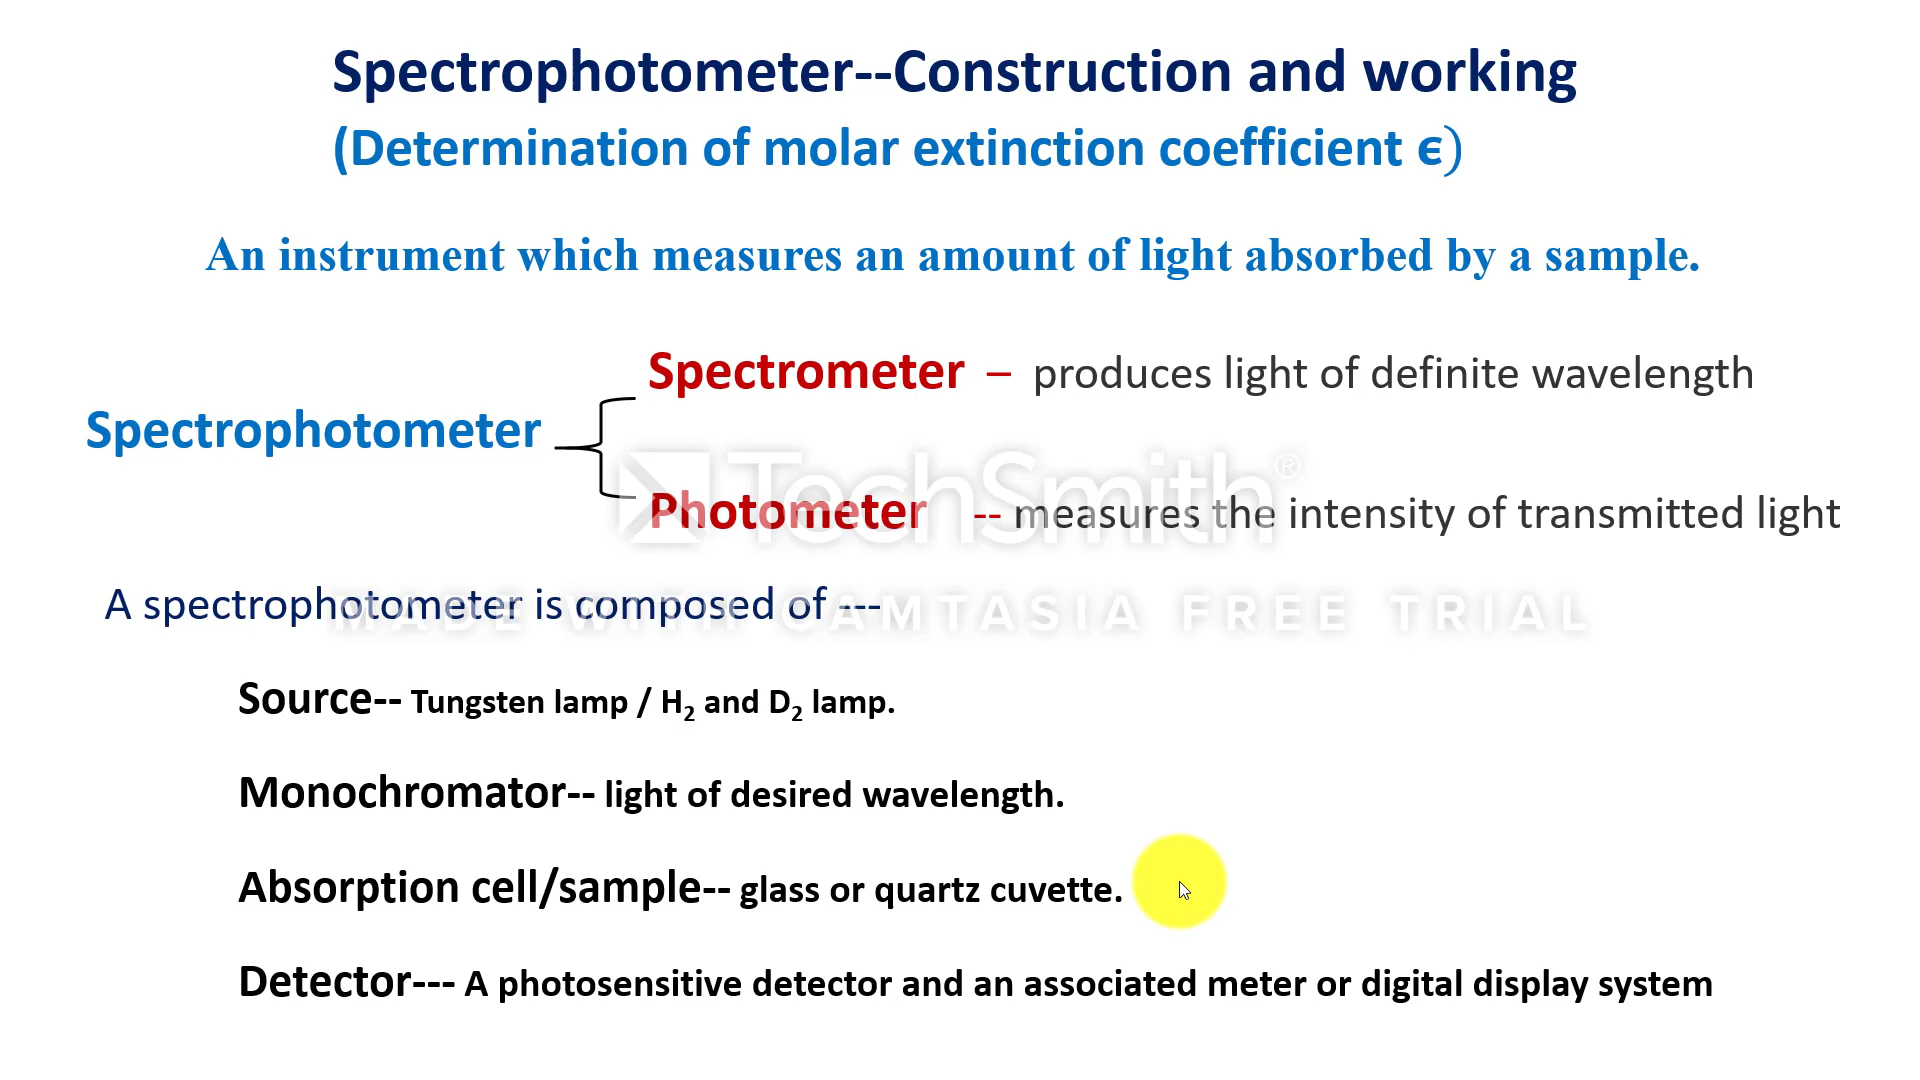 Spectrophotometer--Construction and working
(Determination of molar extinction coefficient ϵ)
An instrument which measures an amount of light absorbed by a sample.
Spectrometer – produces light of definite wavelength
Spectrophotometer
Photometer -- measures the intensity of transmitted light
TechSmith®
A spectrophotometer is composed of ---
MADE WITH CAMTASIA FREE TRIAL
Source-- Tungsten lamp / H₂ and D₂ lamp.
Monochromator-- light of desired wavelength.
Absorption cell/sample-- glass or quartz cuvette.
Detector--- A photosensitive detector and an associated meter or digital display system